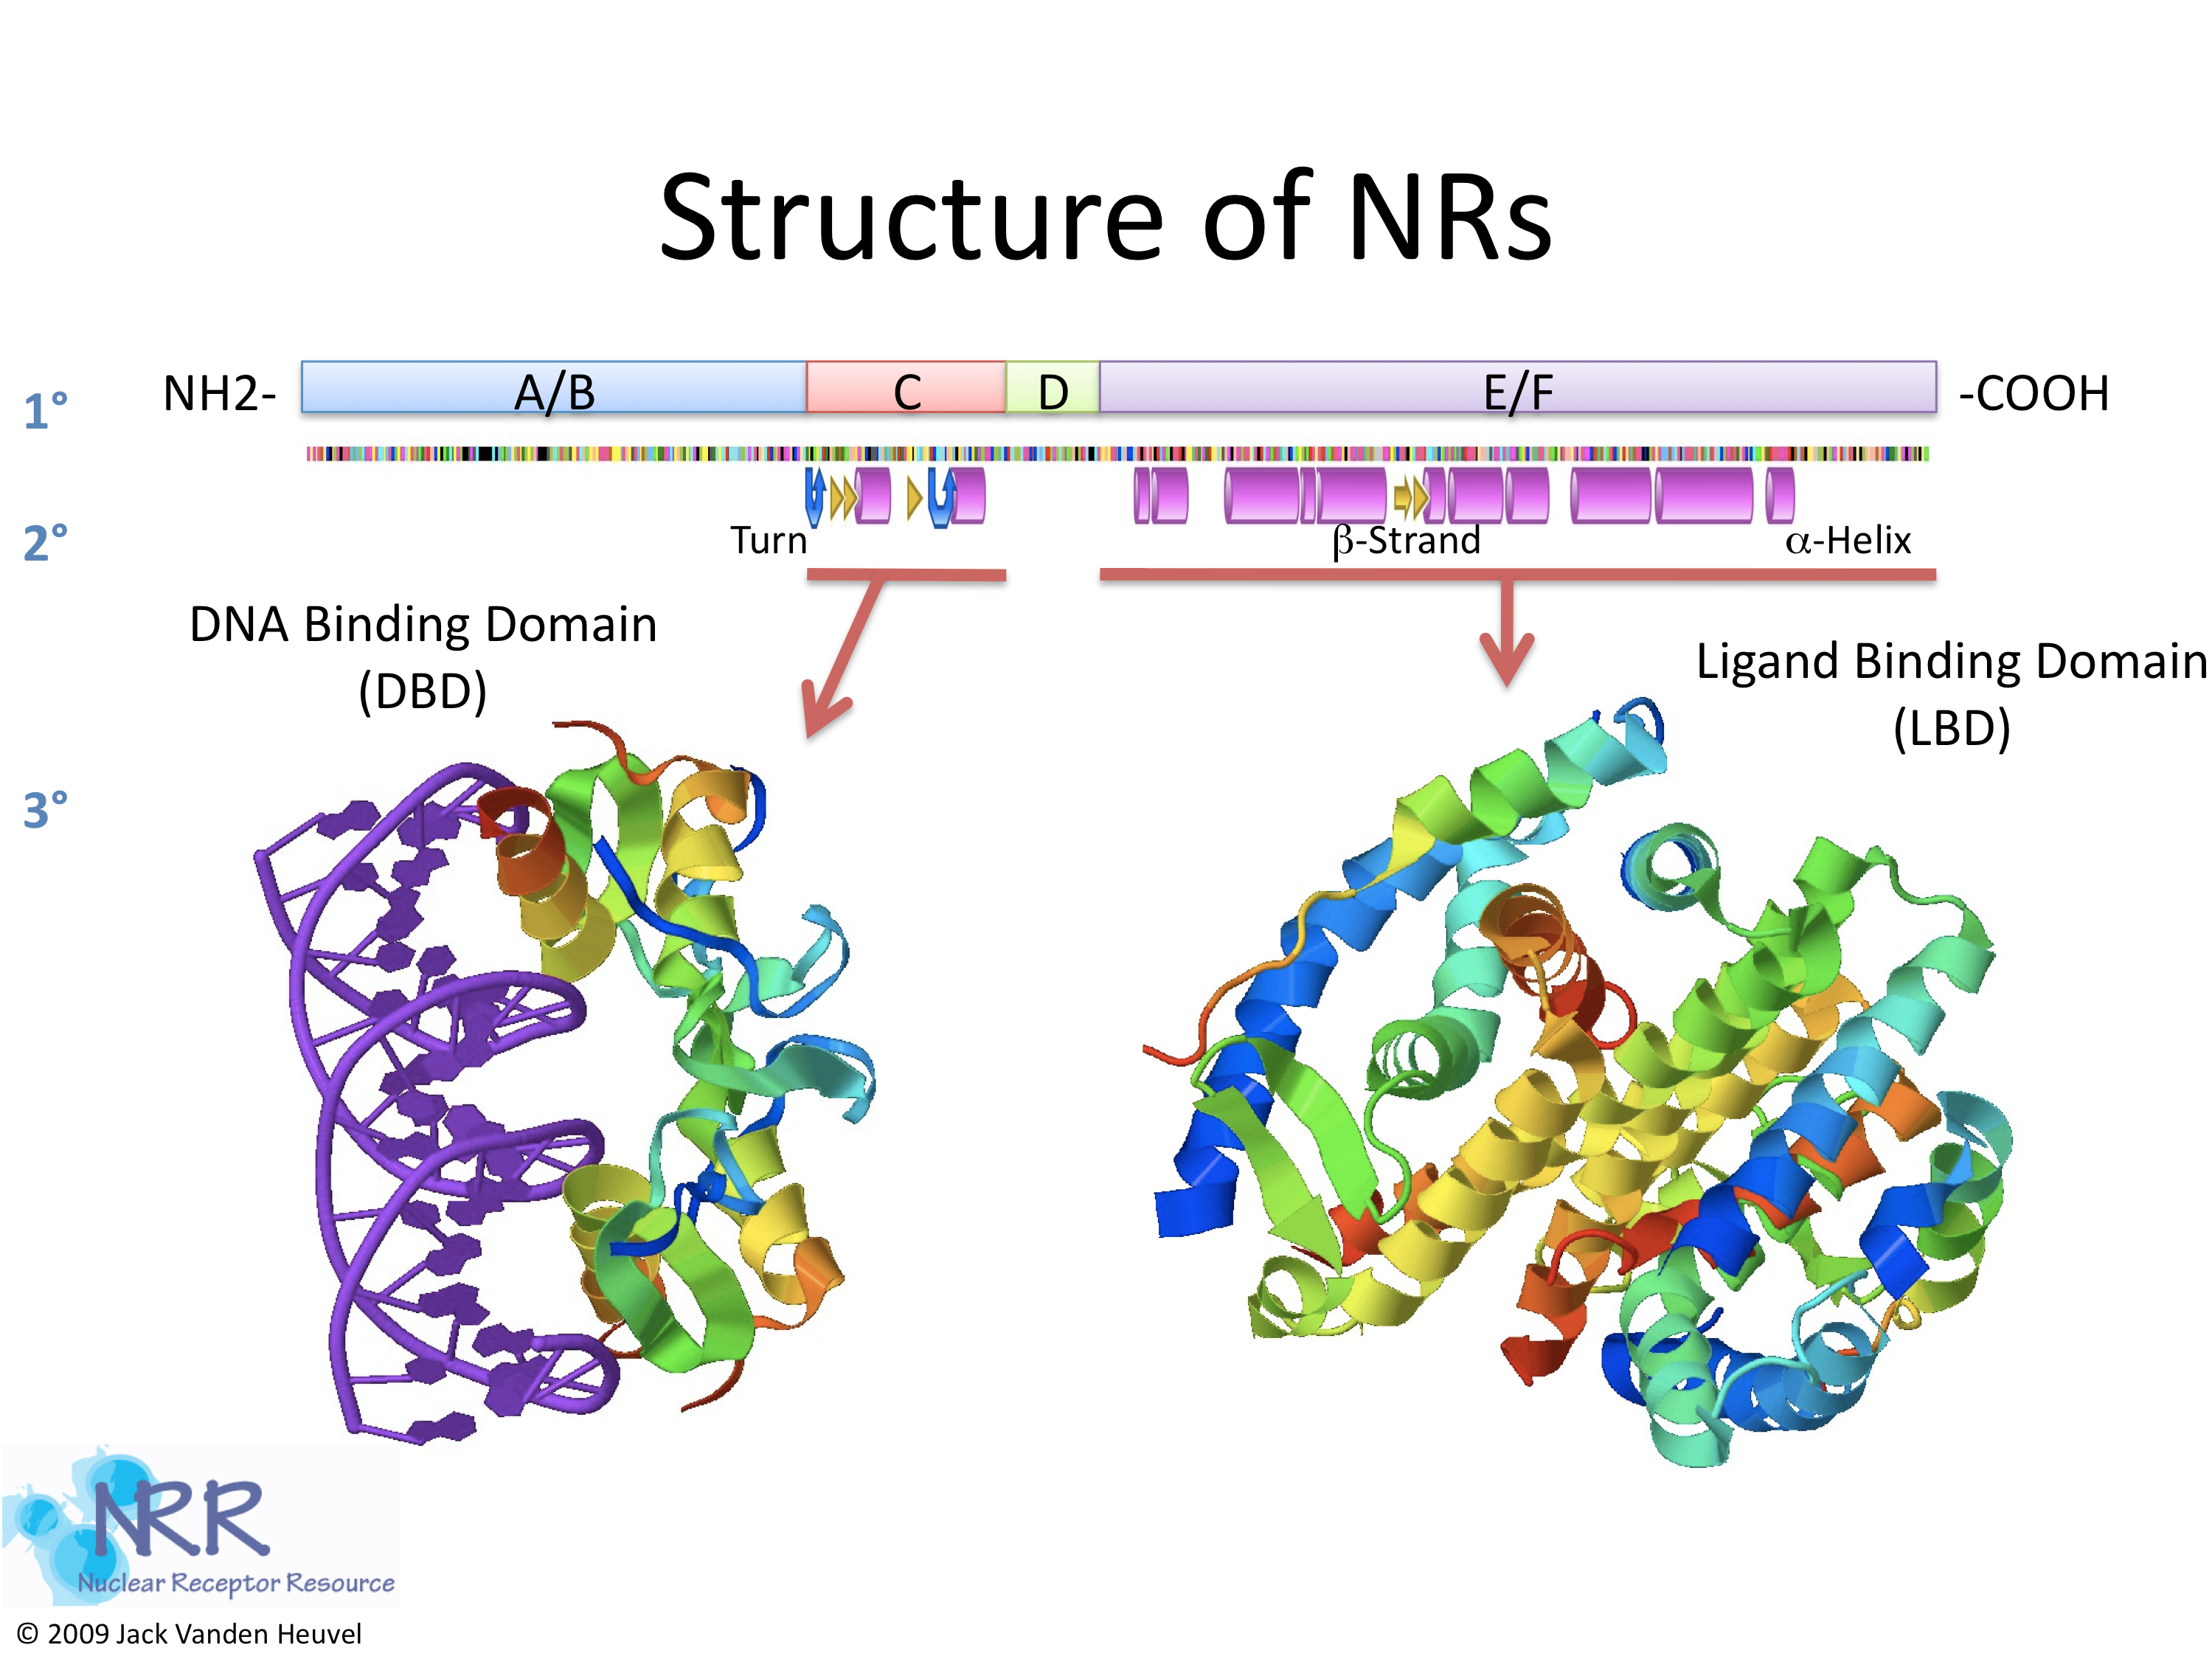 Structure of NRs
1°
NH2-
A/B
C
D
E/F
-COOH
2°
Turn
β-Strand
α-Helix
DNA Binding Domain
(DBD)
Ligand Binding Domain
(LBD)
3°
NRR
Nuclear Receptor Resource
© 2009 Jack Vanden Heuvel